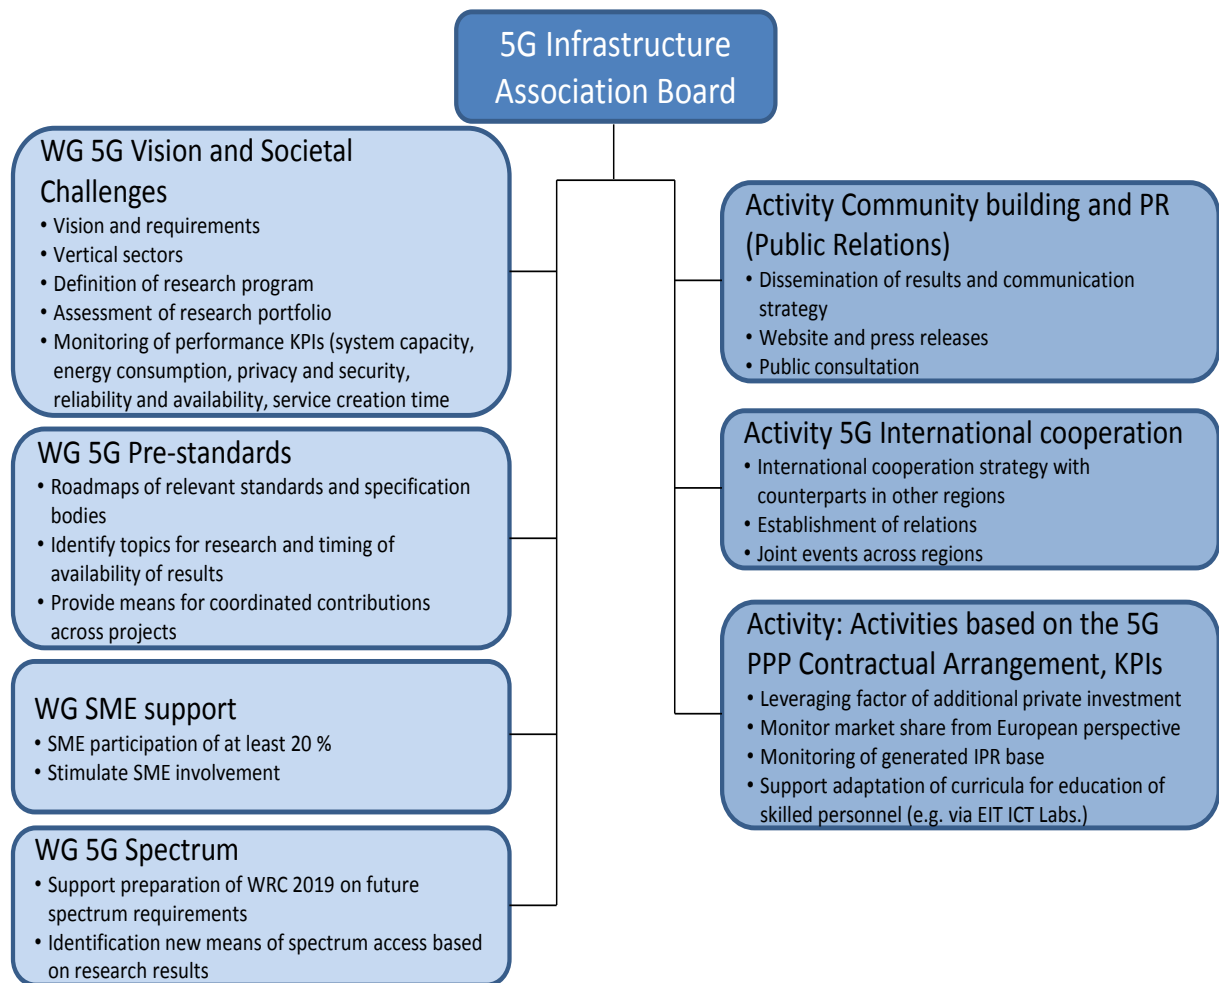 5G Infrastructure
Association Board
WG 5G Vision and Societal
Challenges
• Vision and requirements
• Vertical sectors
• Definition of research program
• Assessment of research portfolio
• Monitoring of performance KPIs (system capacity,
energy consumption, privacy and security,
reliability and availability, service creation time
WG 5G Pre-standards
• Roadmaps of relevant standards and specification
bodies
• Identify topics for research and timing of
availability of results
• Provide means for coordinated contributions
across projects
WG SME support
• SME participation of at least 20 %
• Stimulate SME involvement
WG 5G Spectrum
• Support preparation of WRC 2019 on future
spectrum requirements
• Identification new means of spectrum access based
on research results
Activity Community building and PR
(Public Relations)
• Dissemination of results and communication
strategy
• Website and press releases
• Public consultation
Activity 5G International cooperation
• International cooperation strategy with
counterparts in other regions
• Establishment of relations
• Joint events across regions
Activity: Activities based on the 5G
PPP Contractual Arrangement, KPIs
• Leveraging factor of additional private investment
• Monitor market share from European perspective
• Monitoring of generated IPR base
• Support adaptation of curricula for education of
skilled personnel (e.g. via EIT ICT Labs.)